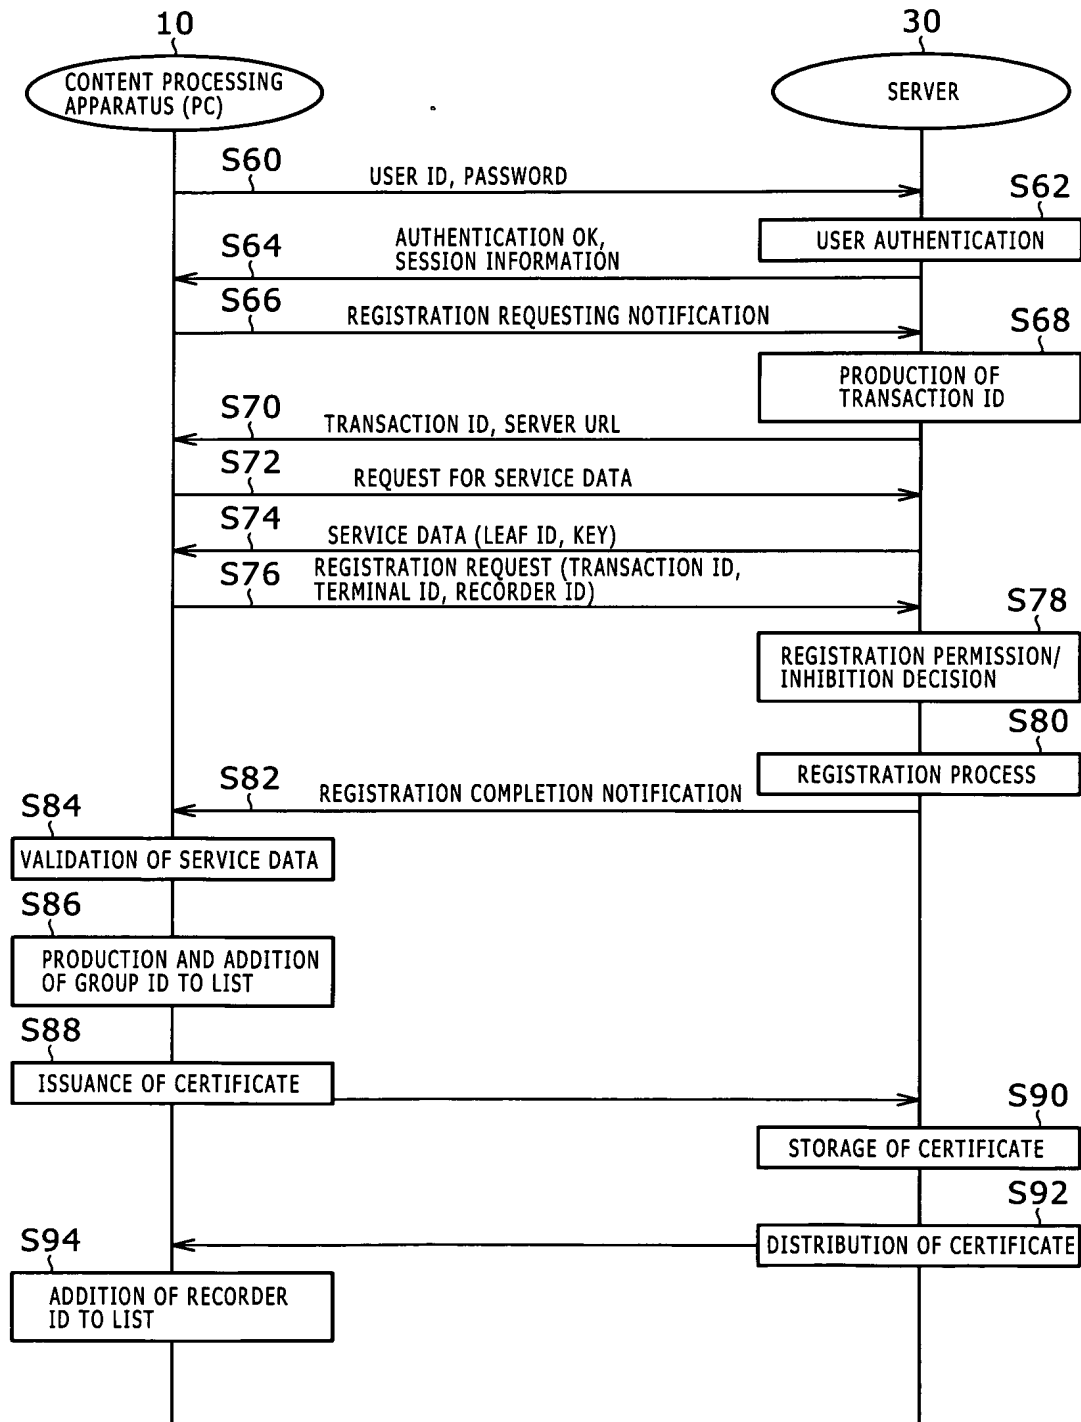 10
30
CONTENT PROCESSING
APPARATUS (PC)
SERVER
S60
USER ID, PASSWORD
S62
USER AUTHENTICATION
S64
AUTHENTICATION OK,
SESSION INFORMATION
S66
REGISTRATION REQUESTING NOTIFICATION
S68
PRODUCTION OF
TRANSACTION ID
S70
TRANSACTION ID, SERVER URL
S72
REQUEST FOR SERVICE DATA
S74
SERVICE DATA (LEAF ID, KEY)
S76
REGISTRATION REQUEST (TRANSACTION ID,
TERMINAL ID, RECORDER ID)
S78
REGISTRATION PERMISSION/
INHIBITION DECISION
S80
REGISTRATION PROCESS
S82
REGISTRATION COMPLETION NOTIFICATION
S84
VALIDATION OF SERVICE DATA
S86
PRODUCTION AND ADDITION
OF GROUP ID TO LIST
S88
ISSUANCE OF CERTIFICATE
S90
STORAGE OF CERTIFICATE
S92
DISTRIBUTION OF CERTIFICATE
S94
ADDITION OF RECORDER
ID TO LIST